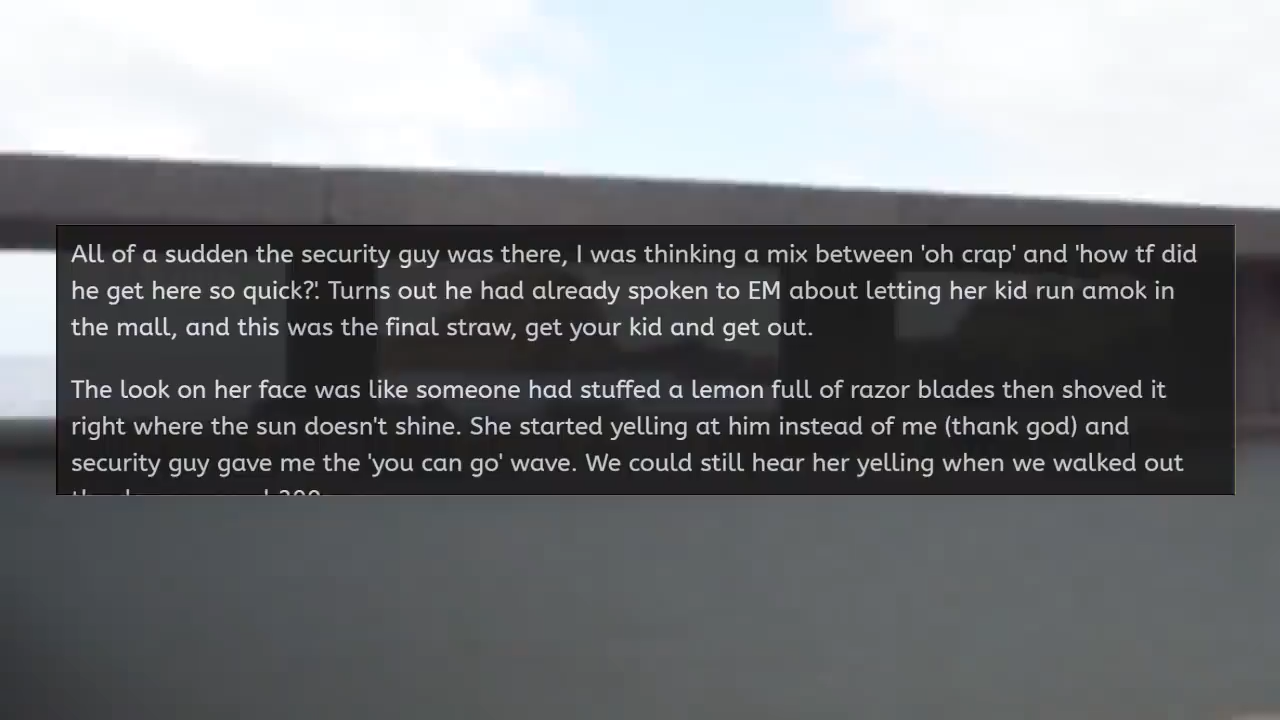 All of a sudden the security guy was there, I was thinking a mix between 'oh crap' and 'how tf did
he get here so quick?'. Turns out he had already spoken to EM about letting her kid run amok in
the mall, and this was the final straw, get your kid and get out.
The look on her face was like someone had stuffed a lemon full of razor blades then shoved it
right where the sun doesn't shine. She started yelling at him instead of me (thank god) and
security guy gave me the 'you can go' wave. We could still hear her yelling when we walked out